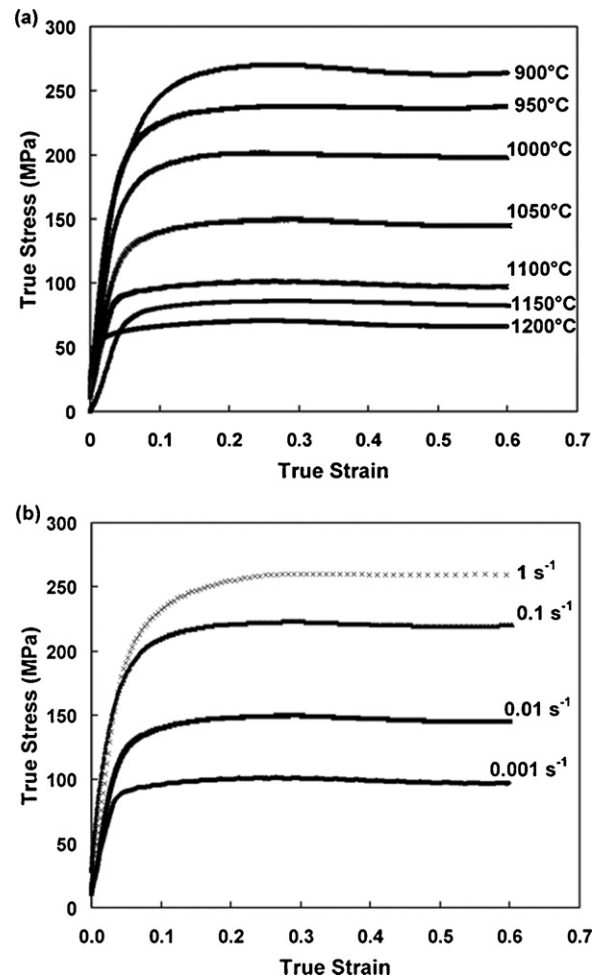 (a)
300
250
200
150
100
50
0
True Stress (MPa)
900°C
950°C
1000°C
1050°C
1100°C
1150°C
1200°C
0 0.1 0.2 0.3 0.4 0.5 0.6 0.7
True Strain
(b)
300
250
200
150
100
50
0
True Stress (MPa)
1 s⁻¹
0.1 s⁻¹
0.01 s⁻¹
0.001 s⁻¹
0.0 0.1 0.2 0.3 0.4 0.5 0.6 0.7
True Strain